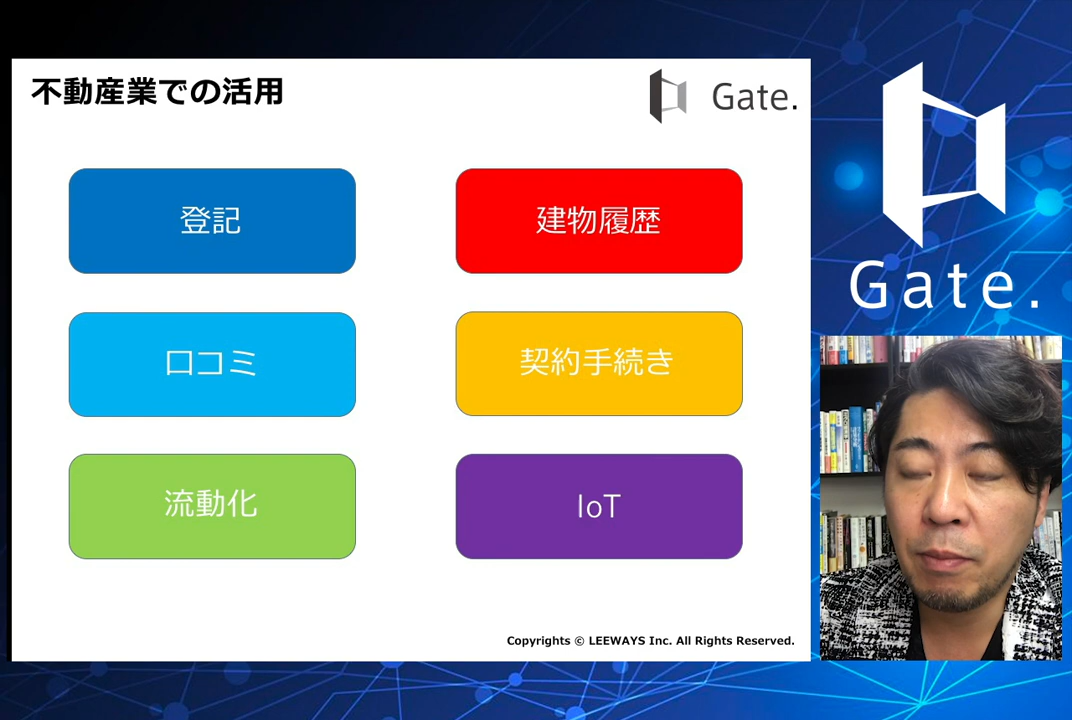 不動産業での活用
Gate.
登記
建物履歴
口コミ
契約手続き
流動化
IoT
Copyrights © LEEWAYS Inc. All Rights Reserved.
Gate.